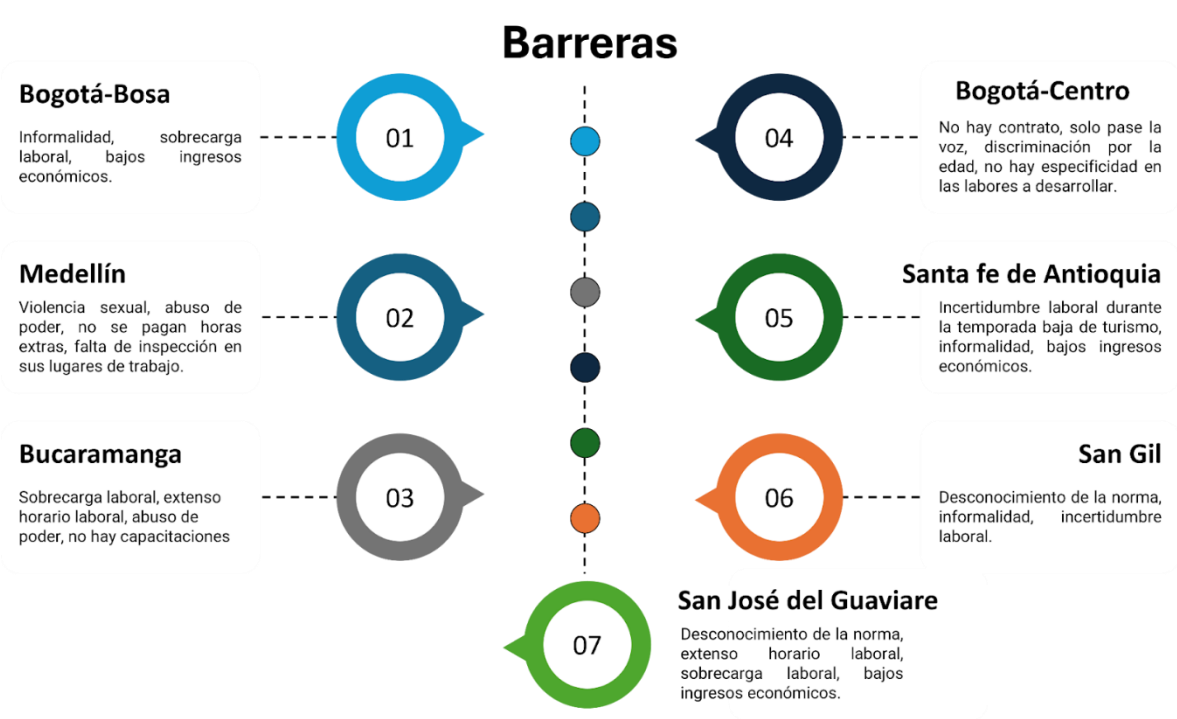 Barreras
Bogotá-Bosa
Informalidad, sobrecarga
laboral, bajos ingresos
económicos.
01
Medellín
Violencia sexual, abuso de
poder, no se pagan horas
extras, falta de inspección en
sus lugares de trabajo.
02
Bucaramanga
Sobrecarga laboral, extenso
horario laboral, abuso de
poder, no hay capacitaciones
03
04
Bogotá-Centro
No hay contrato, solo pase la
voz, discriminación por la
edad, no hay especificidad en
las labores a desarrollar.
05
Santa fe de Antioquia
Incertidumbre laboral durante
la temporada baja de turismo,
informalidad, bajos ingresos
económicos.
06
San Gil
Desconocimiento de la norma,
informalidad, incertidumbre
laboral.
07
San José del Guaviare
Desconocimiento de la norma,
extenso horario laboral,
sobrecarga laboral, bajos
ingresos económicos.